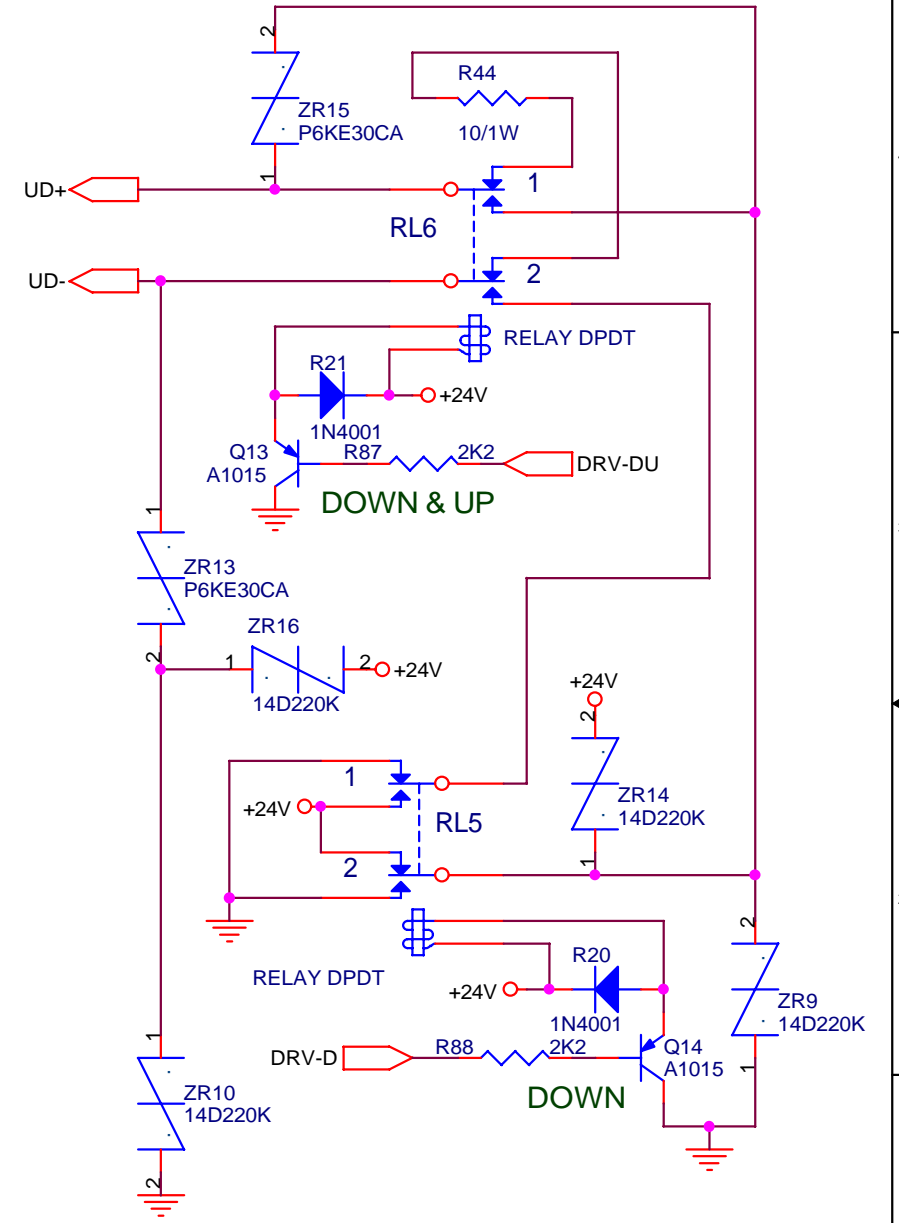 2
R44
ZR15
P6KE30CA
10/1W
1
UD+
1
RL6
UD-
2
RELAY DPDT
R21
+24V
1N4001
Q13
A1015
R87
2K2
DRV-DU
DOWN & UP
1
ZR13
P6KE30CA
ZR16
2
1
2
+24V
14D220K
+24V
2
1
+24V
RL5
ZR14
14D220K
2
1
2
RELAY DPDT
R20
+24V
1N4001
ZR9
14D220K
1
DRV-D
R88
2K2
Q14
A1015
1
DOWN
ZR10
14D220K
2